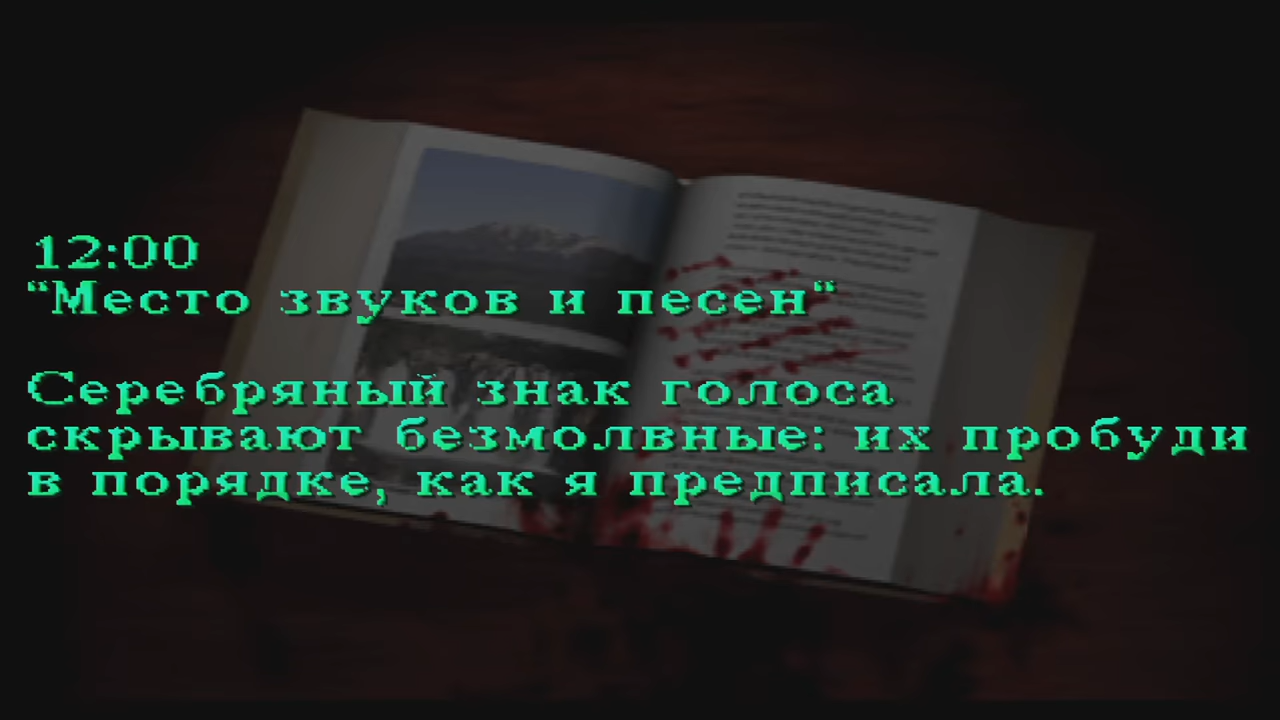 12:00
“Место звуков и песен“
Серебряный знак голоса
скрывают безмолвные: их пробуди
в порядке, как я предписала.